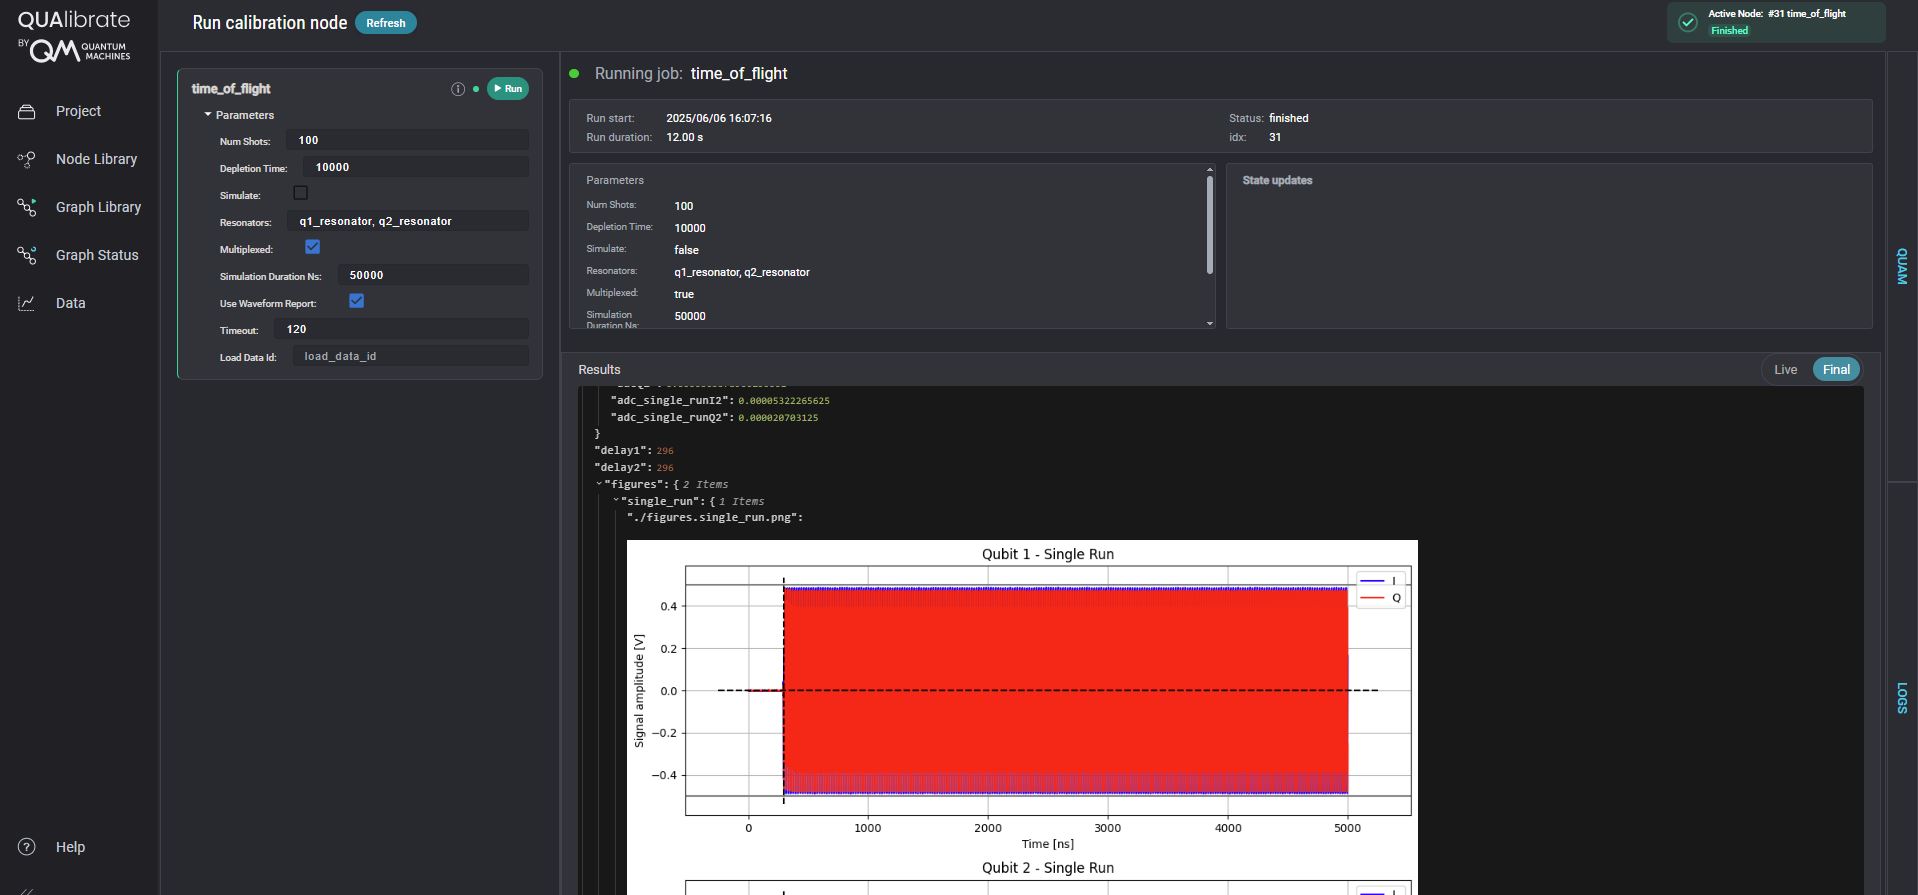 QUAlibrate
BY QM QUANTUM MACHINES
Project
Node Library
Graph Library
Graph Status
Data
Help
Run calibration node
Refresh
Active Node: #31 time_of_flight
Finished
time_of_flight
Run
Parameters
Num Shots: 100
Depletion Time: 10000
Simulate:
Resonators: q1_resonator, q2_resonator
Multiplexed:
Simulation Duration Ns: 50000
Use Waveform Report:
Timeout: 120
Load Data Id: load_data_id
Running job: time_of_flight
Run start: 2025/06/06 16:07:16
Run duration: 12.00 s
Status: finished
idx: 31
Parameters
Num Shots: 100
Depletion Time: 10000
Simulate: false
Resonators: q1_resonator, q2_resonator
Multiplexed: true
Simulation Duration Ns: 50000
State updates
QUAM
LOGS
Results
Live
Final
"adc_single_runI2": 0.00005322265625
"adc_single_runQ2": 0.000020703125
}
"delay1": 296
"delay2": 296
"figures": { 2 Items
"single_run": { 1 Items
"./figures.single_run.png":
Qubit 1 - Single Run
I
Q
Signal amplitude [V]
0.4
0.2
0.0
−0.2
−0.4
0 1000 2000 3000 4000 5000
Time [ns]
Qubit 2 - Single Run